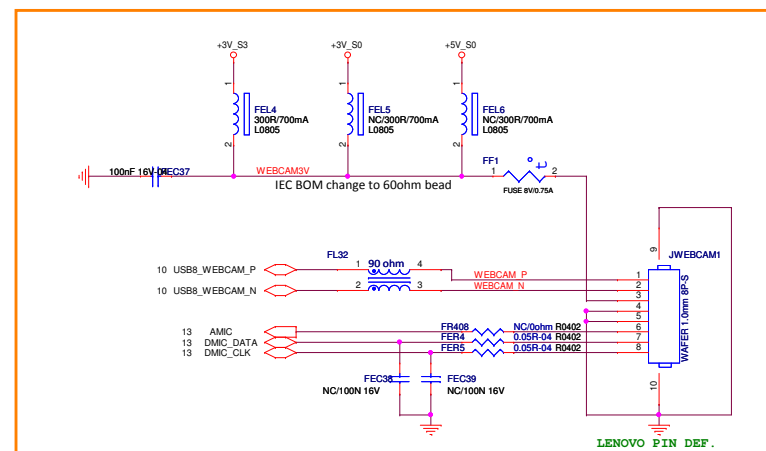 +3V_S3 +3V_S0 +5V_S0
1 1 1
FEL4 FEL5 FEL6
300R/700mA NC/300R/700mA NC/300R/700mA
L0805 L0805 L0805
2 2 2
FF1
100nF 16V-04 FEC37 WEBCAM3V 1 2
IEC BOM change to 60ohm bead
FUSE 8V/0.75A
9 JWEBCAM1
FL32 90 ohm
10 USB8_WEBCAM_P 1 4 WEBCAM_P 1
10 USB8_WEBCAM_N 2 3 WEBCAM_N 2
3
4
5
13 AMIC FR408 NC/0ohm R0402 6
13 DMIC_DATA FER4 0.05R-04 R0402 7
13 DMIC_CLK FER5 0.05R-04 R0402 8
WAFER 1.0mm 8P-S
FEC38 FEC39
NC/100N 16V NC/100N 16V
10
LENOVO PIN DEF.